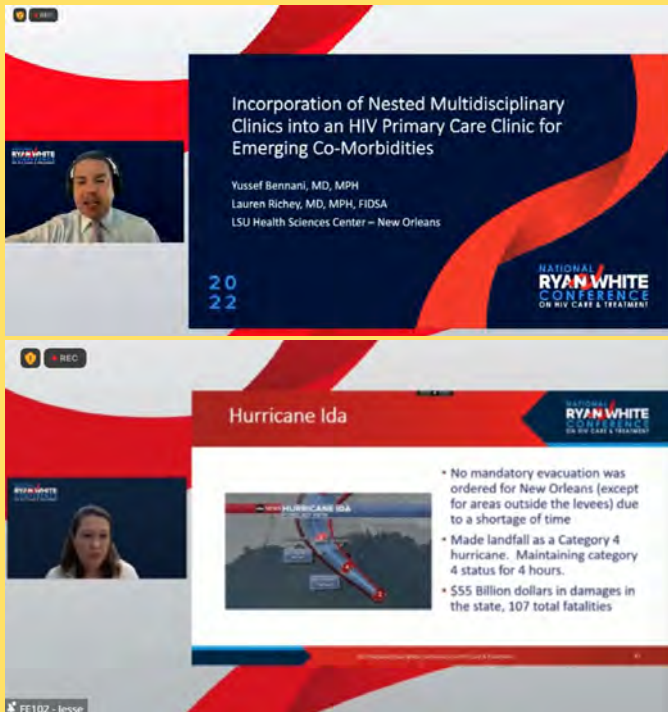 REC
RYAN WHITE
Incorporation of Nested Multidisciplinary
Clinics into an HIV Primary Care Clinic for
Emerging Co-Morbidities
Yussef Bennani, MD, MPH
Lauren Richey, MD, MPH, FIDSA
LSU Health Sciences Center – New Orleans
20
22
NATIONAL
RYAN WHITE
CONFERENCE
ON HIV CARE & TREATMENT
REC
Hurricane Ida
NATIONAL
RYAN WHITE
CONFERENCE
ON HIV CARE & TREATMENT
RYAN WHITE
HURRICANE IDA
• No mandatory evacuation was
ordered for New Orleans (except
for areas outside the levees) due
to a shortage of time
• Made landfall as a Category 4
hurricane. Maintaining category
4 status for 4 hours.
• $55 Billion dollars in damages in
the state, 107 total fatalities
FE102 - Jesse